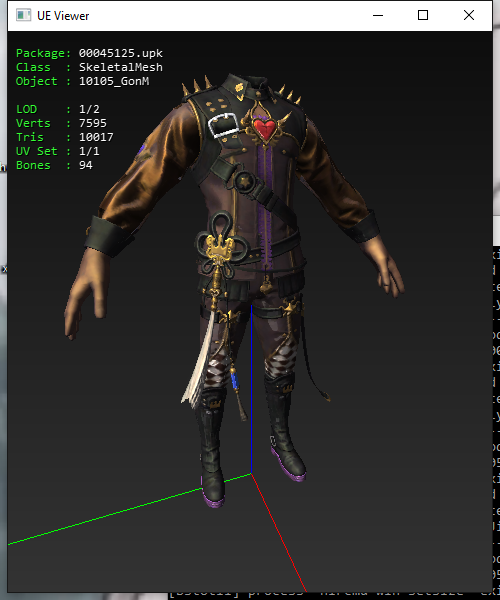 UE Viewer
Package: 00045125.upk
Class : SkeletalMesh
Object : 10105_GonM
LOD : 1/2
Verts : 7595
Tris : 10017
UV Set : 1/1
Bones : 94